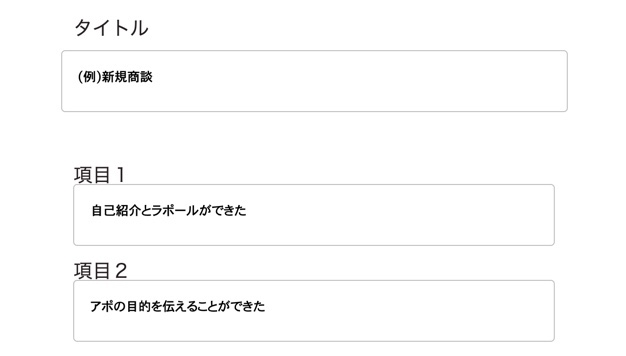 タイトル
(例)新規商談
項目1
自己紹介とラポールができた
項目2
アポの目的を伝えることができた